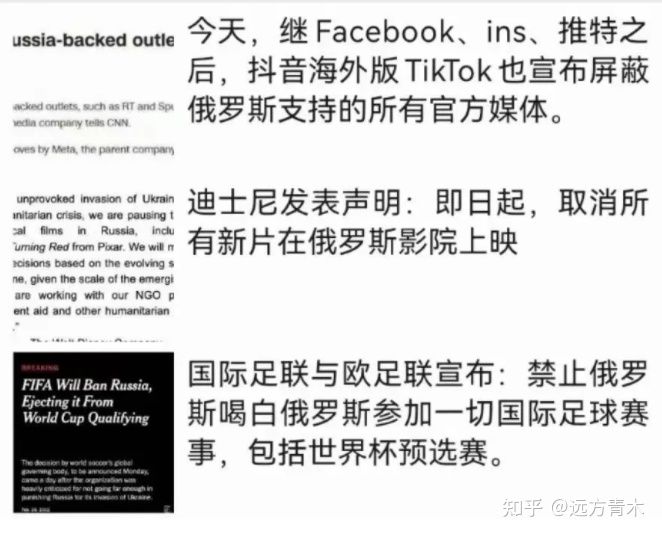 ussia-backed outle
今天，继 Facebook、ins、推特之
后，抖音海外版 TikTok 也宣布屏蔽
俄罗斯支持的所有官方媒体。
acked outlets, such as RT and Spu
media company tells CNN.
oves by Meta, the parent company
unprovoked invasion of Ukrain
anitarian crisis, we are pausing t
cal films in Russia, inclu
Turning Red from Pixar. We will m
ecisions based on the evolving s
me, given the scale of the emergi
are working with our NGO p
ent aid and other humanitarian
迪士尼发表声明：即日起，取消所
有新片在俄罗斯影院上映
BREAKING
FIFA Will Ban Russia,
Ejecting it From
World Cup Qualifying
The decision by world soccer's global
governing body, to be announced Monday,
came a day after the organization was
heavily criticized for not going far enough in
punishing Russia for its invasion of Ukraine.
国际足联与欧足联宣布：禁止俄罗
斯喝白俄罗斯参加一切国际足球赛
事，包括世界杯预选赛。
知乎 @远方青木